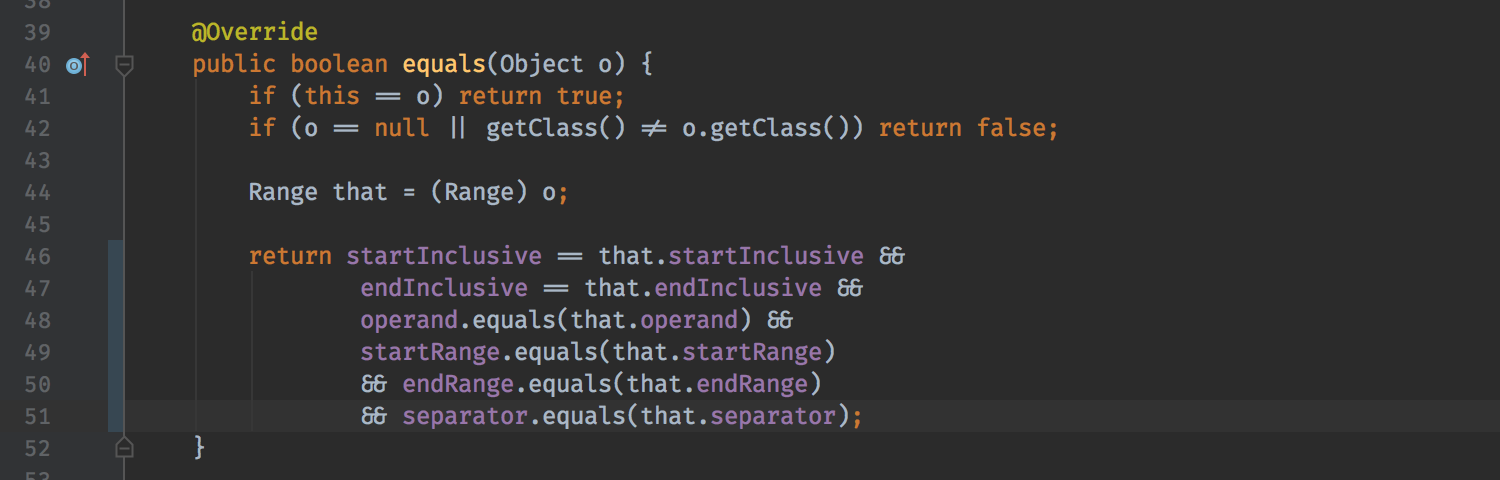 38
39 @Override
40 public boolean equals(Object o) {
41 if (this == o) return true;
42 if (o == null || getClass() != o.getClass()) return false;
43
44 Range that = (Range) o;
45
46 return startInclusive == that.startInclusive &&
47 endInclusive == that.endInclusive &&
48 operand.equals(that.operand) &&
49 startRange.equals(that.startRange)
50 && endRange.equals(that.endRange)
51 && separator.equals(that.separator);
52 }
53